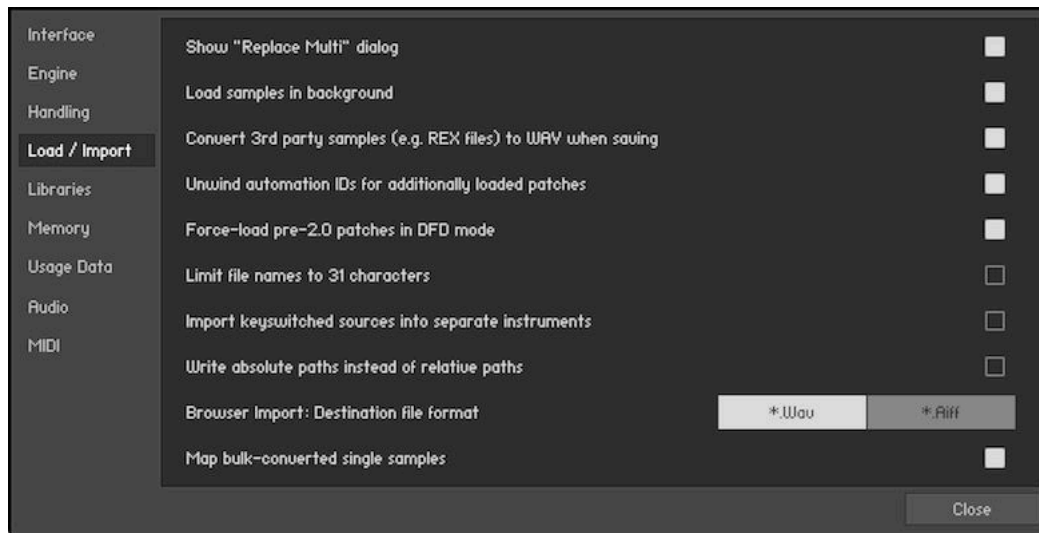 Interface
Engine
Handling
Load / Import
Libraries
Memory
Usage Data
Audio
MIDI
Show "Replace Multi" dialog
Load samples in background
Convert 3rd party samples (e.g. REX files) to WAV when saving
Unwind automation IDs for additionally loaded patches
Force-load pre-2.0 patches in DFD mode
Limit file names to 31 characters
Import keyswitched sources into separate instruments
Write absolute paths instead of relative paths
Browser Import: Destination file format *.Wav *.Aiff
Map bulk-converted single samples
Close